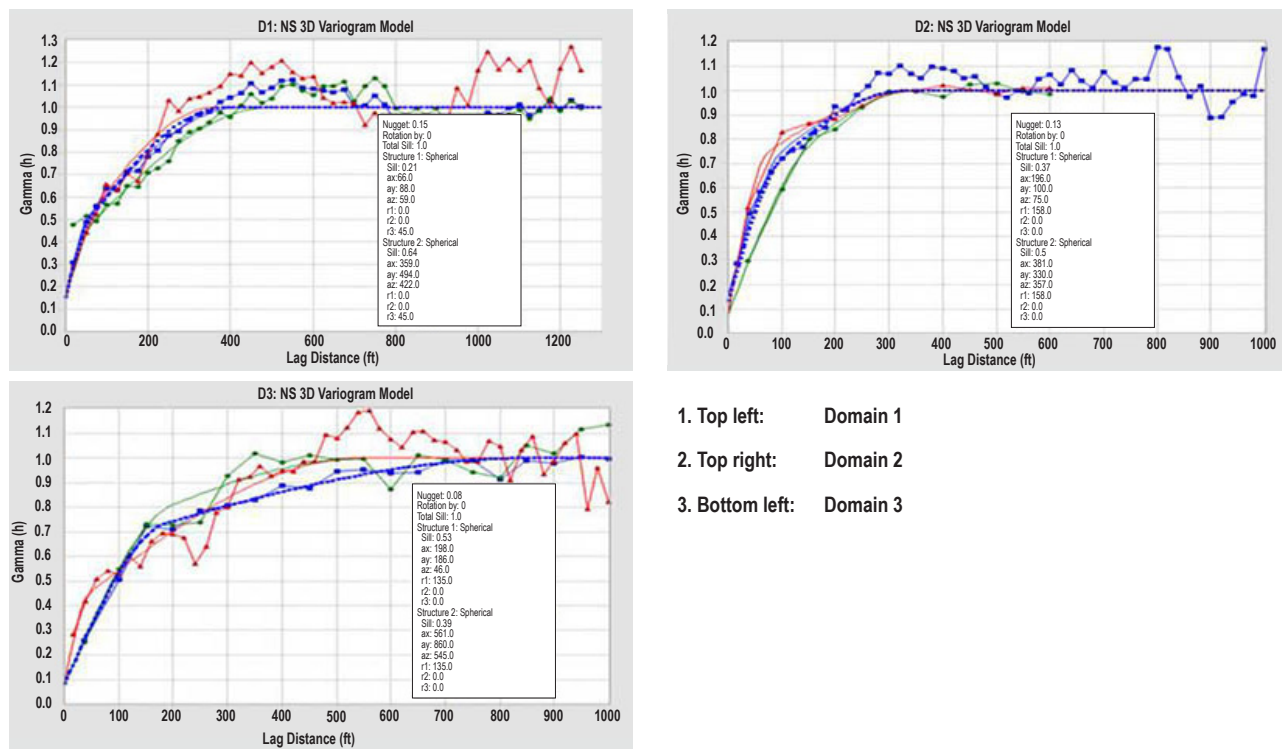 D1: NS 3D Variogram Model
1.3
1.2
1.1
1.0
0.9
0.8
0.7
0.6
0.5
0.4
0.3
0.2
0.1
0.0
Gamma (h)
0 200 400 600 800 1000 1200
Lag Distance (ft)
Nugget: 0.15
Rotation by: 0
Total Sill: 1.0
Structure 1: Spherical
Sill: 0.21
ax:66.0
ay: 88.0
az: 59.0
r1: 0.0
r2: 0.0
r3: 45.0
Structure 2: Spherical
Sill: 0.64
ax: 359.0
ay: 494.0
az: 422.0
r1: 0.0
r2: 0.0
r3: 45.0
D2: NS 3D Variogram Model
1.2
1.1
1.0
0.9
0.8
0.7
0.6
0.5
0.4
0.3
0.2
0.1
0.0
Gamma (h)
0 100 200 300 400 500 600 700 800 900 1000
Lag Distance (ft)
Nugget: 0.13
Rotation by: 0
Total Sill: 1.0
Structure 1: Spherical
Sill: 0.37
ax:196.0
ay: 100.0
az: 75.0
r1: 158.0
r2: 0.0
r3: 0.0
Structure 2: Spherical
Sill: 0.5
ax: 381.0
ay: 330.0
az: 357.0
r1: 158.0
r2: 0.0
r3: 0.0
D3: NS 3D Variogram Model
1.2
1.1
1.0
0.9
0.8
0.7
0.6
0.5
0.4
0.3
0.2
0.1
0.0
Gamma (h)
0 100 200 300 400 500 600 700 800 900 1000
Lag Distance (ft)
Nugget: 0.08
Rotation by: 0
Total Sill: 1.0
Structure 1: Spherical
Sill: 0.53
ax: 198.0
ay: 186.0
az: 46.0
r1: 135.0
r2: 0.0
r3: 0.0
Structure 2: Spherical
Sill: 0.39
ax: 561.0
ay: 860.0
az: 545.0
r1: 135.0
r2: 0.0
r3: 0.0
1. Top left: Domain 1
2. Top right: Domain 2
3. Bottom left: Domain 3